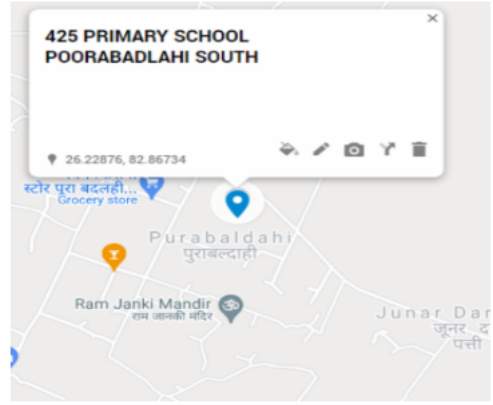 425 PRIMARY SCHOOL
POORABADLAHI SOUTH
26.22876, 82.86734
स्टोर पूरा बदलही...
Grocery store
Purabaldahi
पुराबल्दाही
Ram Janki Mandir
राम जानकी मंदिर
Junar Dar
जूनर द
पत्ती